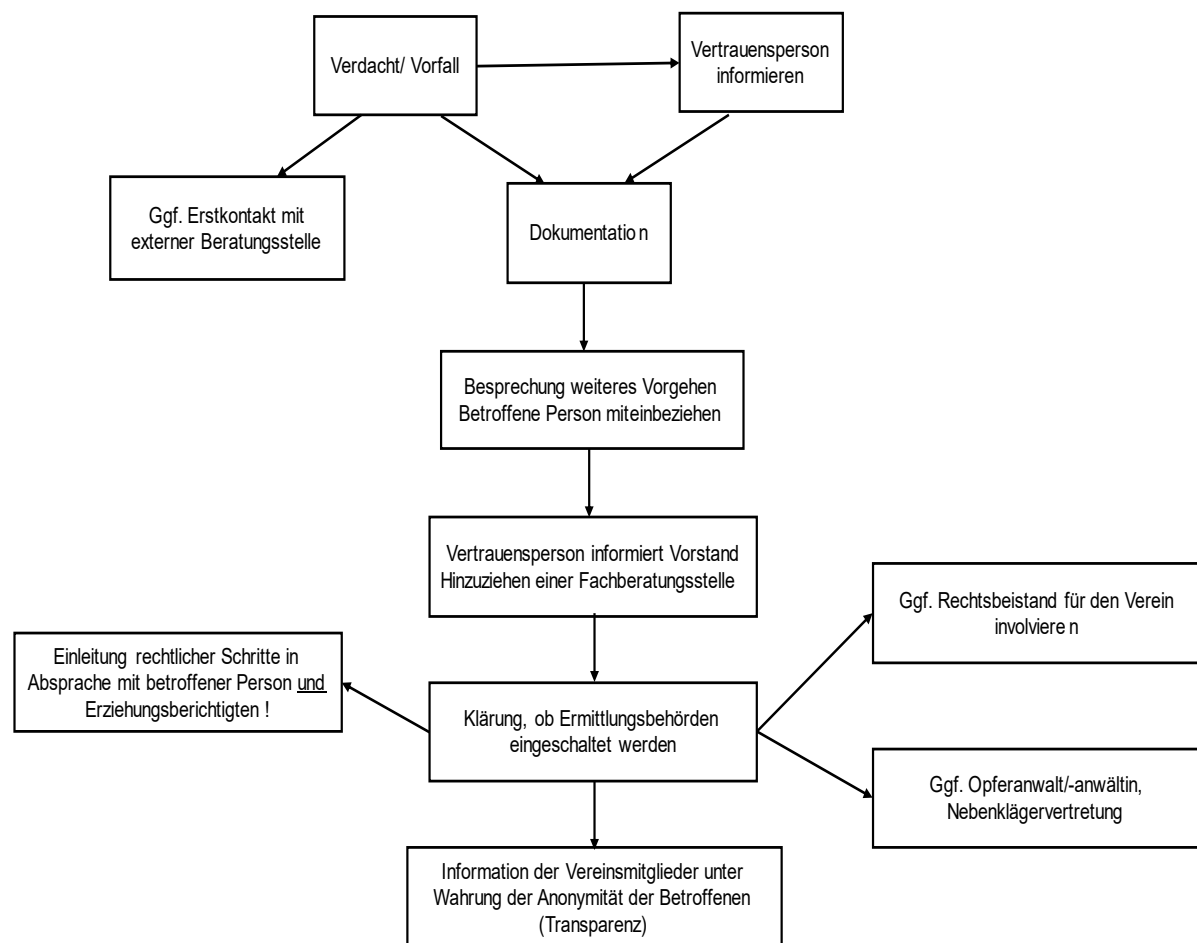 Verdacht/ Vorfall
Vertrauensperson
informieren
Ggf. Erstkontakt mit
externer Beratungsstelle
Dokumentation
Besprechung weiteres Vorgehen
Betroffene Person miteinbeziehen
Vertrauensperson informiert Vorstand
Hinzuziehen einer Fachberatungsstelle
Ggf. Rechtsbeistand für den Verein
involvieren
Einleitung rechtlicher Schritte in
Absprache mit betroffener Person und
Erziehungsberichtigten !
Klärung, ob Ermittlungsbehörden
eingeschaltet werden
Ggf. Opferanwalt/-anwältin,
Nebenklägervertretung
Information der Vereinsmitglieder unter
Wahrung der Anonymität der Betroffenen
(Transparenz)